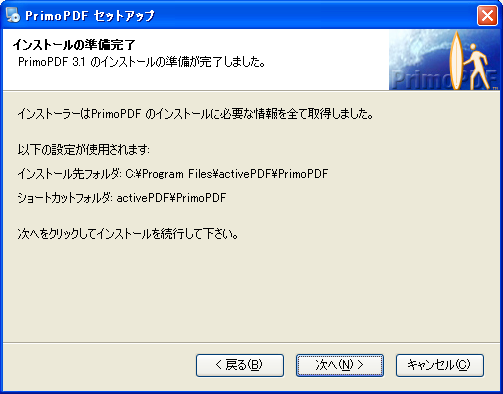 PrimoPDF セットアップ
インストールの準備完了
PrimoPDF 3.1 のインストールの準備が完了しました。
PrimoPDF
インストーラーはPrimoPDF のインストールに必要な情報を全て取得しました。
以下の設定が使用されます:
インストール先フォルダ: C:¥Program Files¥activePDF¥PrimoPDF
ショートカットフォルダ: activePDF¥PrimoPDF
次へをクリックしてインストールを続行して下さい。
< 戻る(B)
次へ(N) >
キャンセル(C)